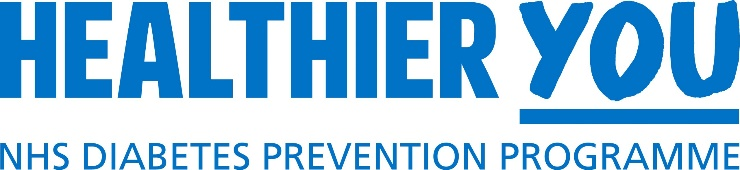 HEALTHIER YOU
NHS DIABETES PREVENTION PROGRAMME